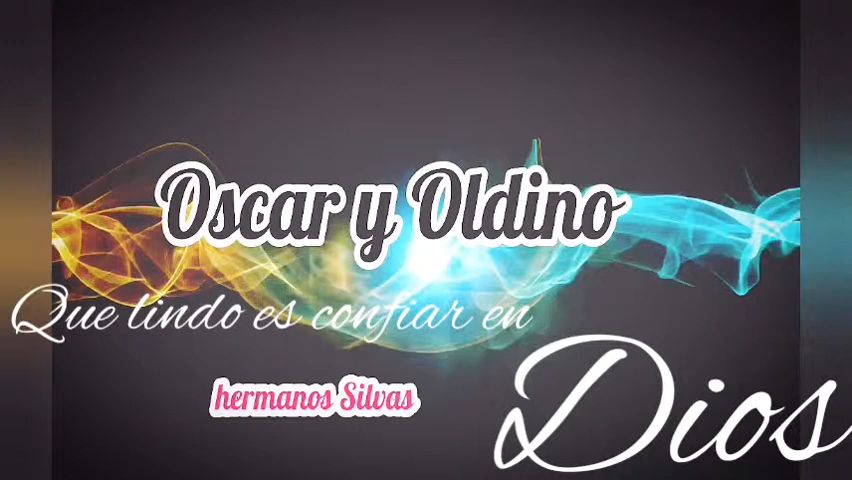 Oscar y Oldino
Que lindo es confiar en
Dios
hermanos Silvas